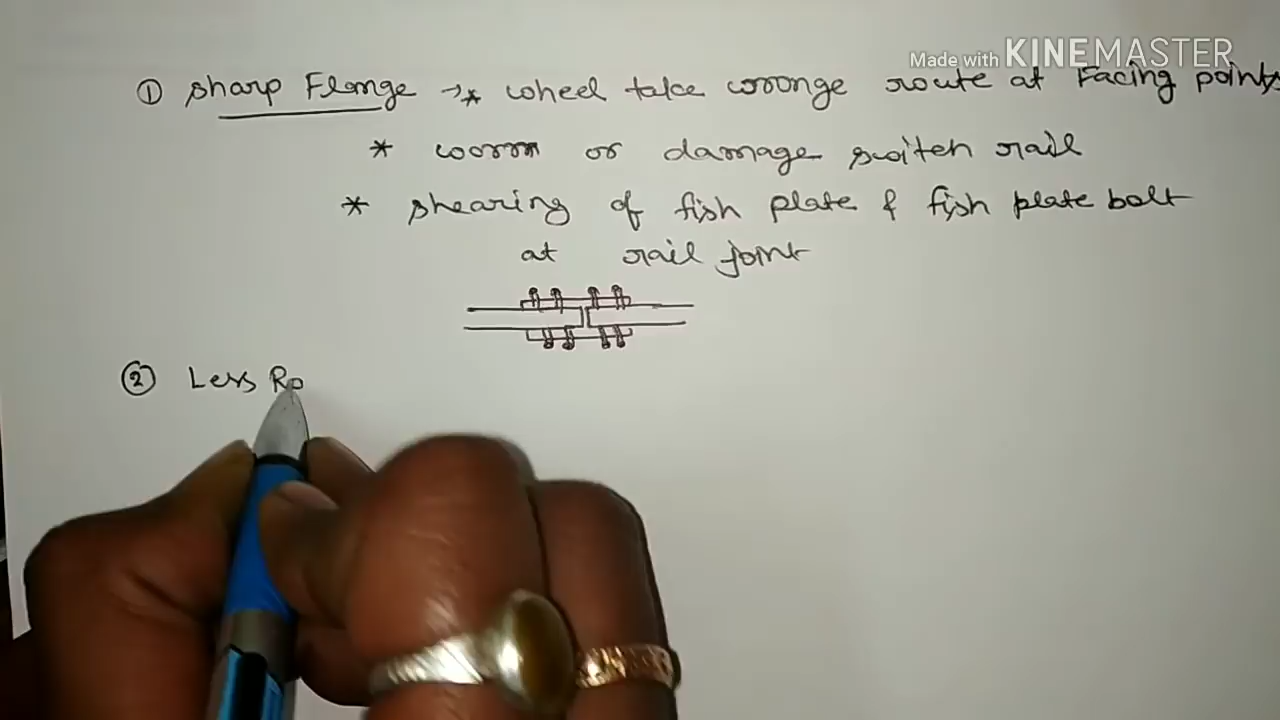 Made with KINEMASTER
① sharp Flange → * wheel take wronge route at Facing points
* worrn or damage switch rail
* shearing of fish plate & fish plate bolt
at rail joint
② Less Ro